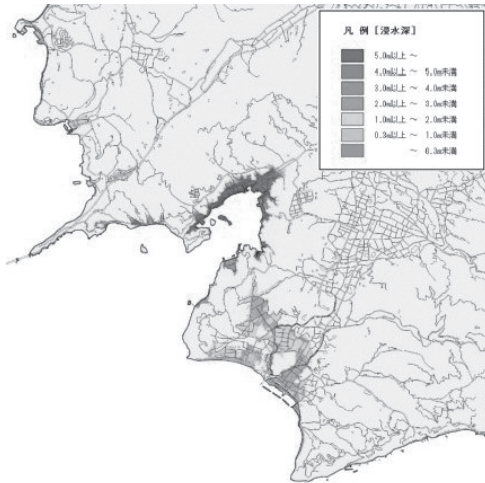 凡 例 [浸水深]
5.0m以上 ～
4.0m以上 ～ 5.0m未満
3.0m以上 ～ 4.0m未満
2.0m以上 ～ 3.0m未満
1.0m以上 ～ 2.0m未満
0.3m以上 ～ 1.0m未満
～ 0.3m未満